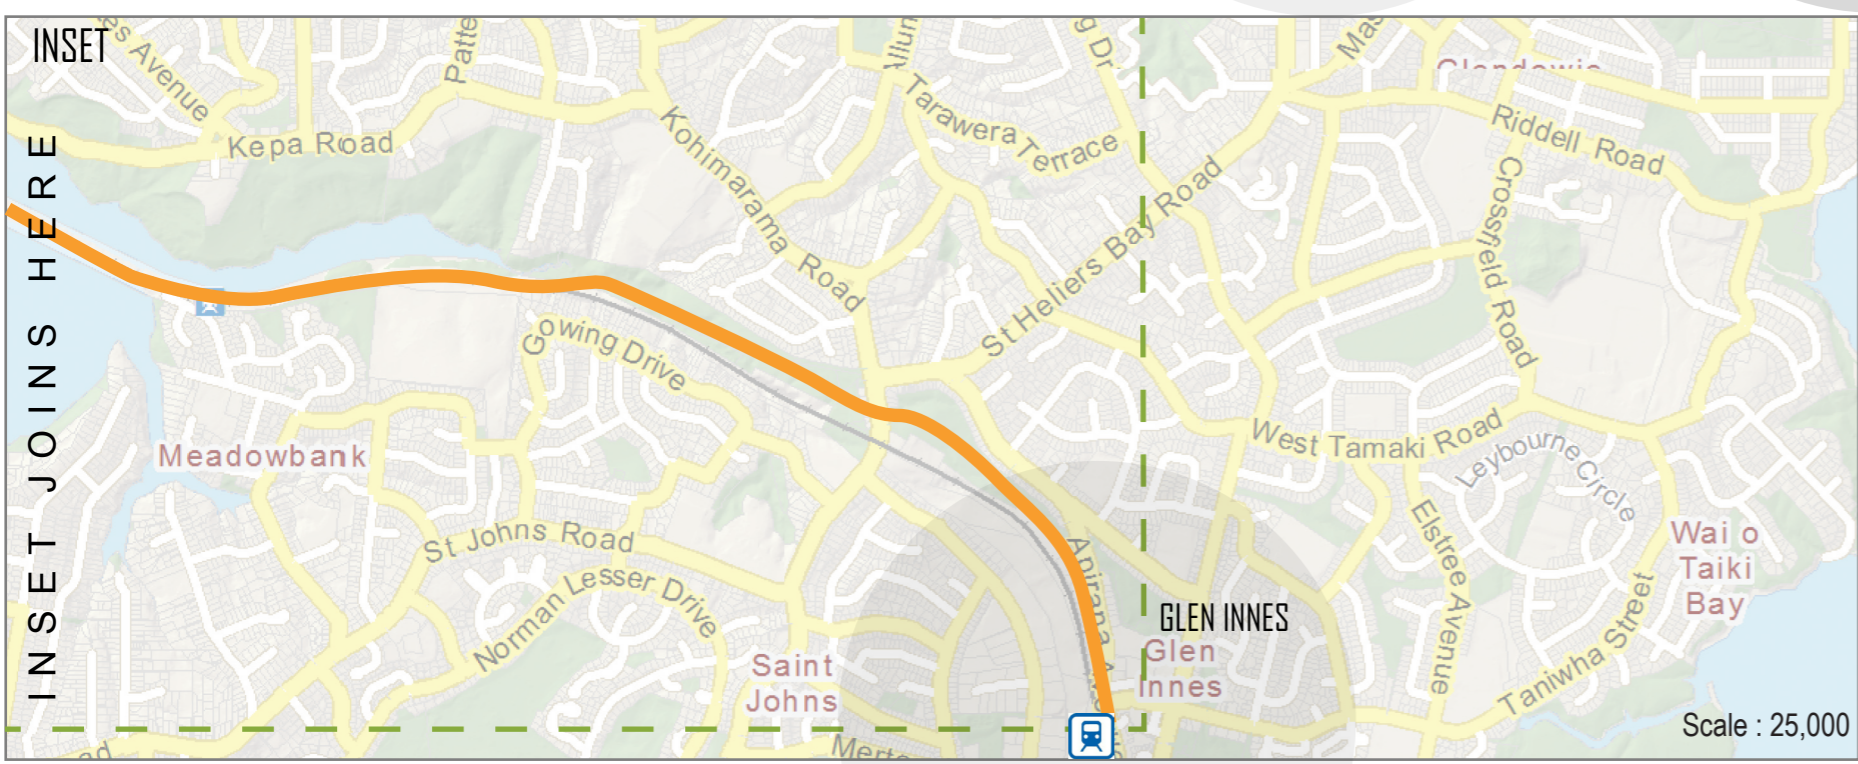 INSET
INSET JOINS HERE
Kepa Road
Kohimarama Road
Tarawera Terrace
St Heliers Bay Road
Riddell Road
Crossfield Road
Gowing Drive
Meadowbank
West Tamaki Road
Leybourne Circle
St Johns Road
Norman Lesser Drive
Elstree Avenue
Taniwha Street
Wai o
Taiki
Bay
GLEN INNES
Glen
Innes
Saint
Johns
Scale : 25,000